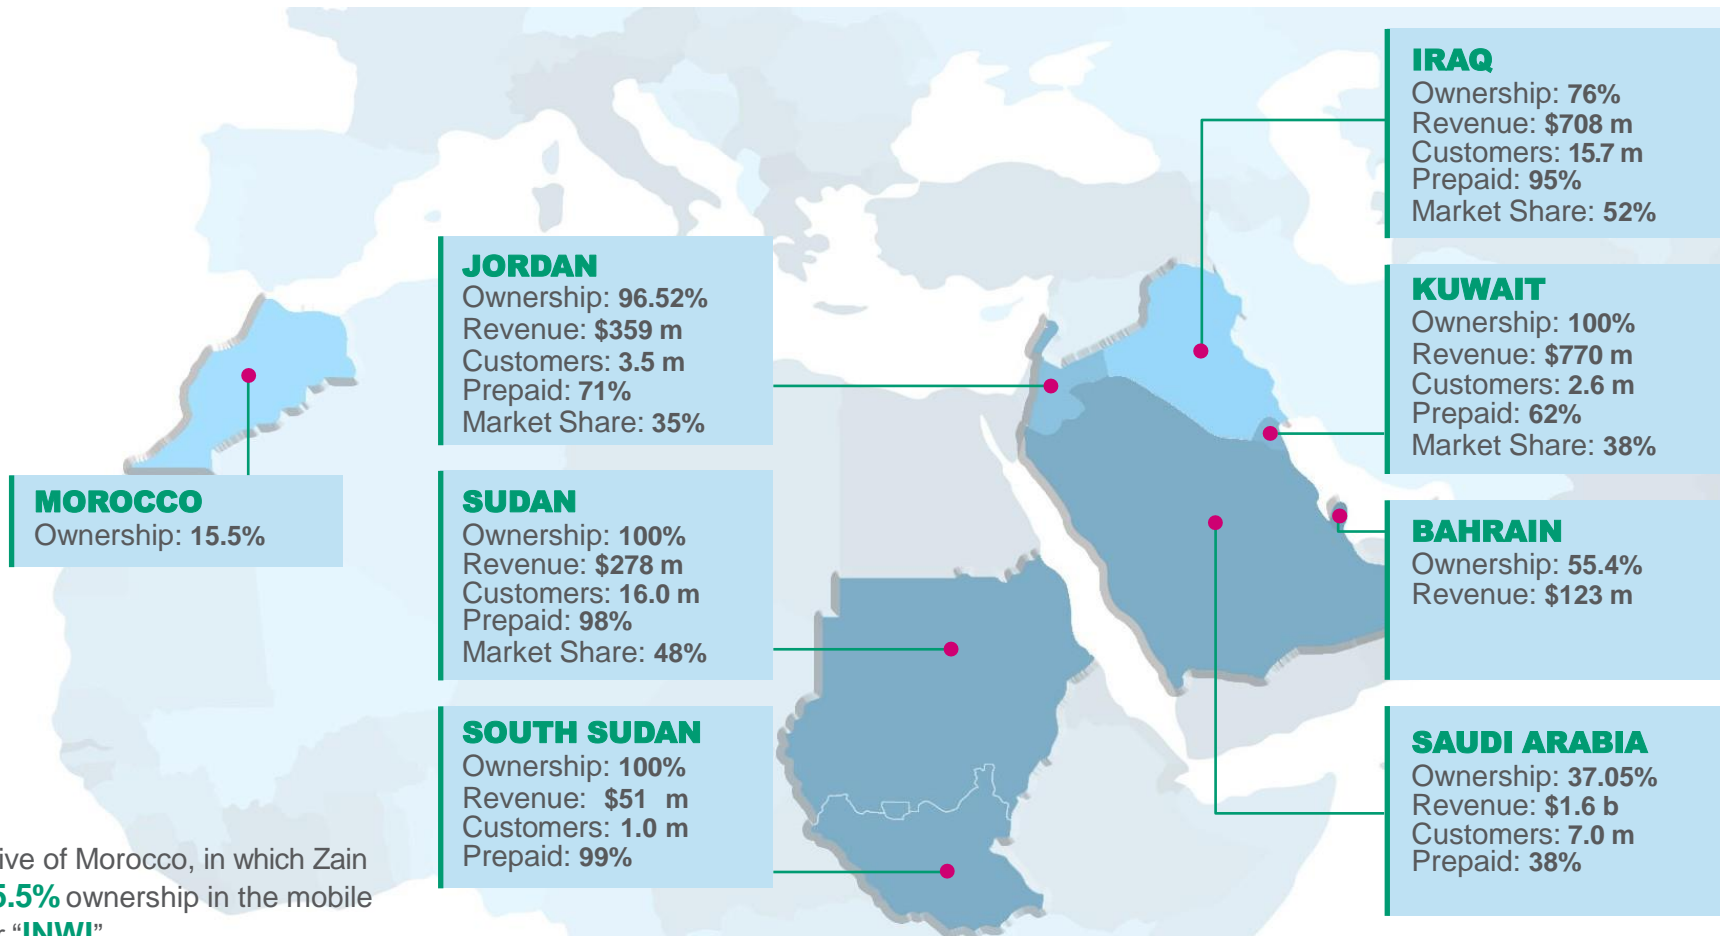 IRAQ
Ownership: 76%
Revenue: $708 m
Customers: 15.7 m
Prepaid: 95%
Market Share: 52%
JORDAN
Ownership: 96.52%
Revenue: $359 m
Customers: 3.5 m
Prepaid: 71%
Market Share: 35%
KUWAIT
Ownership: 100%
Revenue: $770 m
Customers: 2.6 m
Prepaid: 62%
Market Share: 38%
MOROCCO
Ownership: 15.5%
SUDAN
Ownership: 100%
Revenue: $278 m
Customers: 16.0 m
Prepaid: 98%
Market Share: 48%
BAHRAIN
Ownership: 55.4%
Revenue: $123 m
SOUTH SUDAN
Ownership: 100%
Revenue: $51 m
Customers: 1.0 m
Prepaid: 99%
SAUDI ARABIA
Ownership: 37.05%
Revenue: $1.6 b
Customers: 7.0 m
Prepaid: 38%
of Morocco, in which Zain
5.5% ownership in the mobile
"INWI"